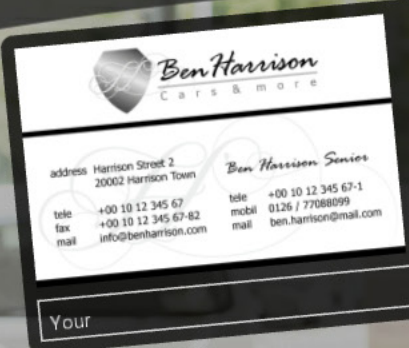 Ben Harrison
Cars & more
address Harrison Street 2
20002 Harrison Town
tele +00 10 12 345 67
fax +00 10 12 345 67-82
mail info@benharrison.com
Ben Harrison Senior
tele +00 10 12 345 67-1
mobil 0126 / 77088099
mail ben.harrison@mail.com
Your